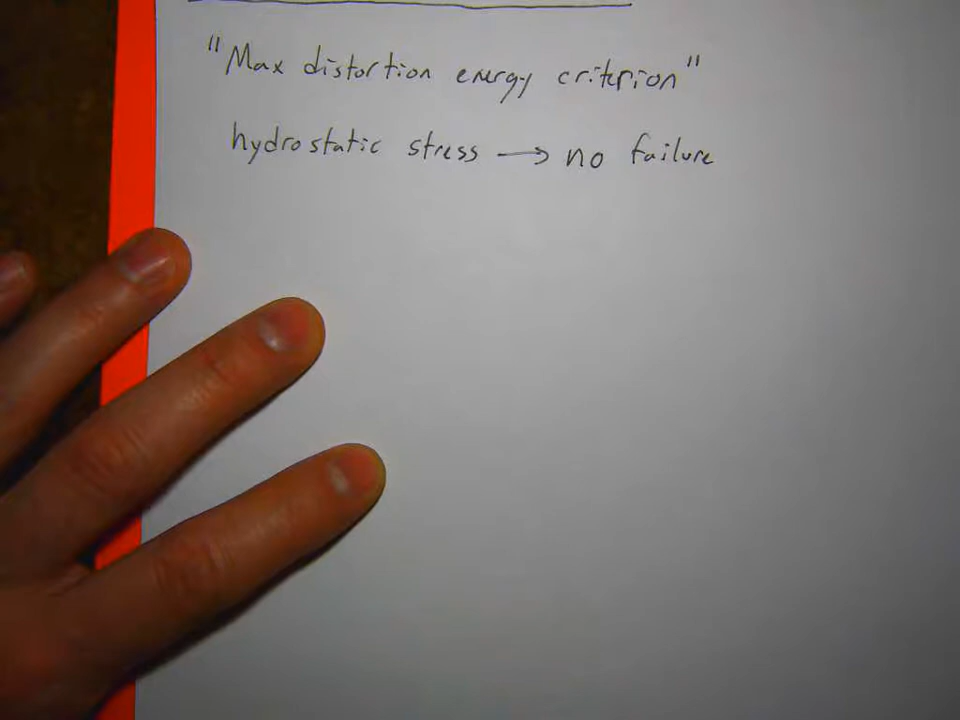 "Max distortion energy criterion"
hydrostatic stress → no failure